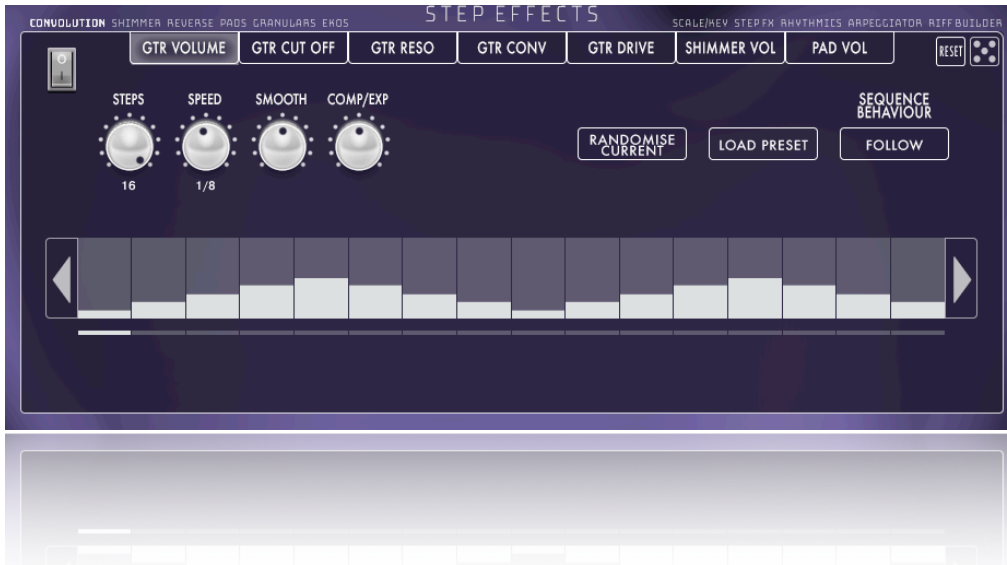 STEP EFFECTS
CONVOLUTION SHIMMER REVERSE PADS GRANULARS EKOS
SCALE/KEY STEP FX RHYTHMICS ARPEGGIATOR RIFF BUILDER
O
I
GTR VOLUME
GTR CUT OFF
GTR RESO
GTR CONV
GTR DRIVE
SHIMMER VOL
PAD VOL
RESET
STEPS
SPEED
SMOOTH
COMP/EXP
16
1/8
RANDOMISE
CURRENT
LOAD PRESET
SEQUENCE
BEHAVIOUR
FOLLOW